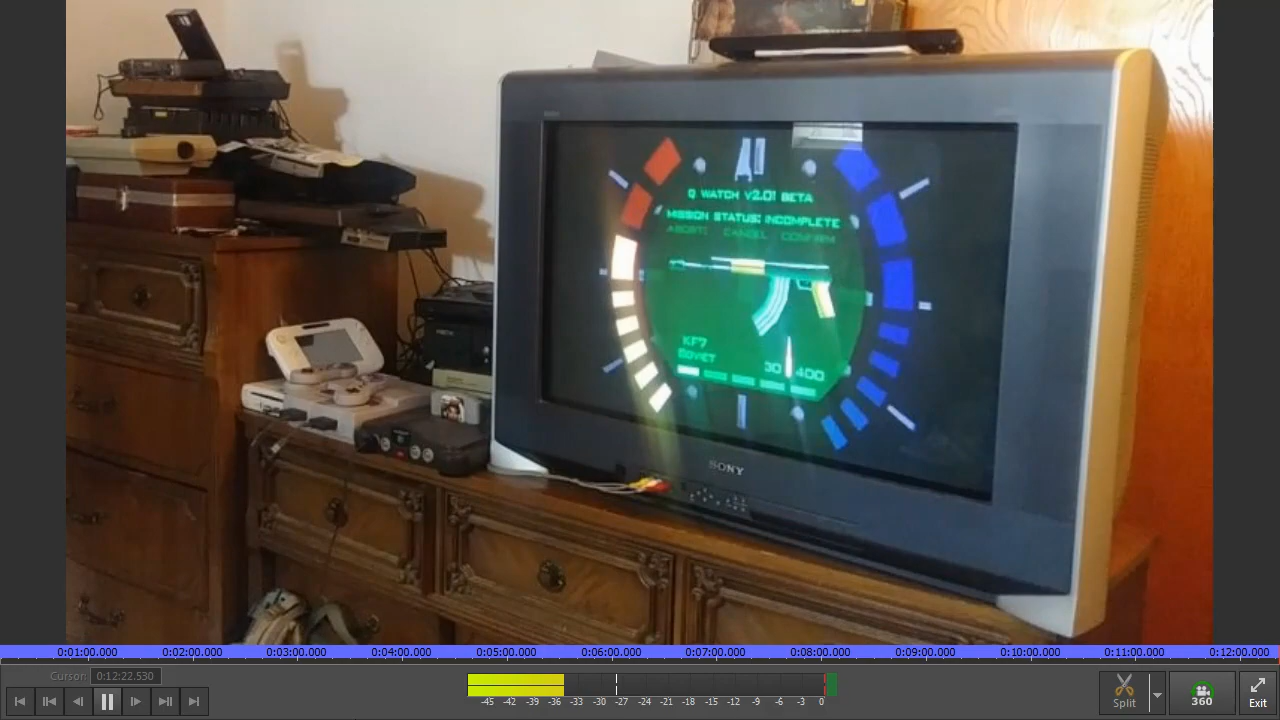 Q WATCH V2.01 BETA
MISSION STATUS: INCOMPLETE
ABORT: CANCEL CONFIRM
KF7
SOVIET
30 400
SONY
0:01:00.000 0:02:00.000 0:03:00.000 0:04:00.000 0:05:00.000 0:06:00.000 0:07:00.000 0:08:00.000 0:09:00.000 0:10:00.000 0:11:00.000 0:12:00.000
Cursor: 0:12:22.530
-45 -42 -39 -36 -33 -30 -27 -24 -21 -18 -15 -12 -9 -6 -3 0
Split
360
Exit